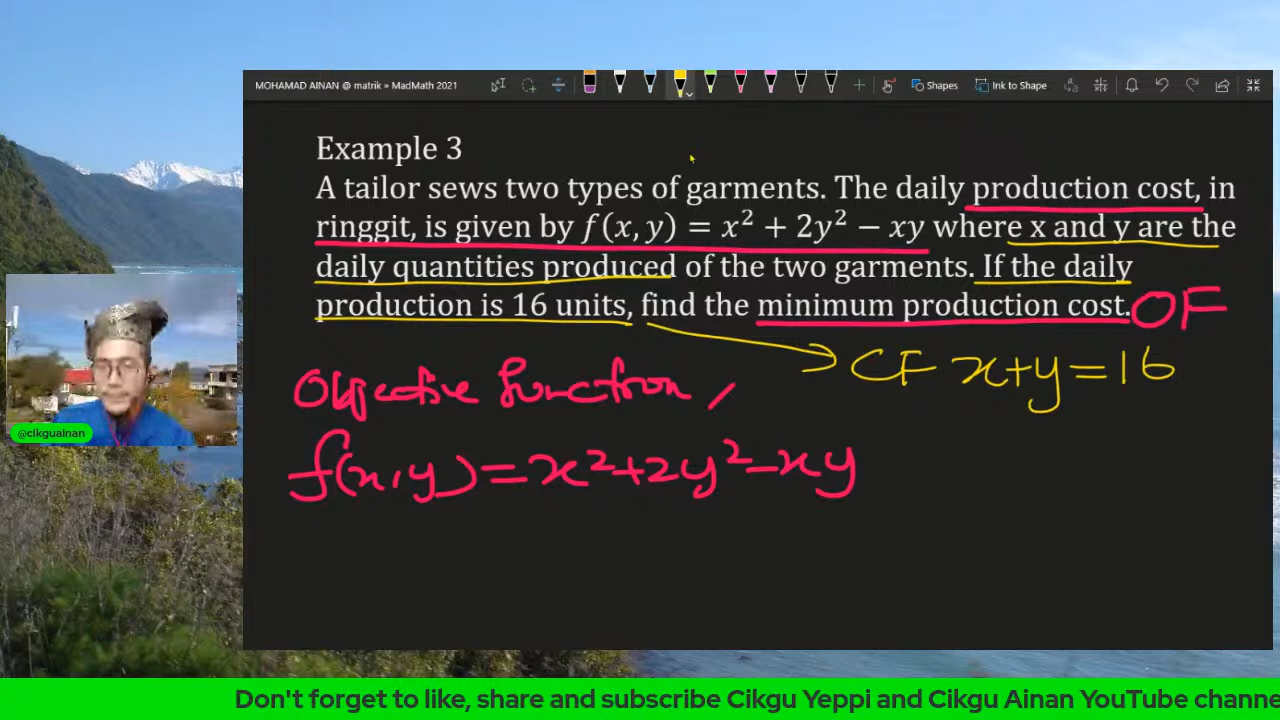 MOHAMAD AINAN @ matrik » MadMath 2021
Shapes
Ink to Shape
Example 3
A tailor sews two types of garments. The daily production cost, in
ringgit, is given by f(x, y) = x² + 2y² − xy where x and y are the
daily quantities produced of the two garments. If the daily
production is 16 units, find the minimum production cost. OF
CF x+y=16
Objective function,
f(x,y)=x²+2y²-xy
@cikguainan
Don't forget to like, share and subscribe Cikgu Yeppi and Cikgu Ainan YouTube channe